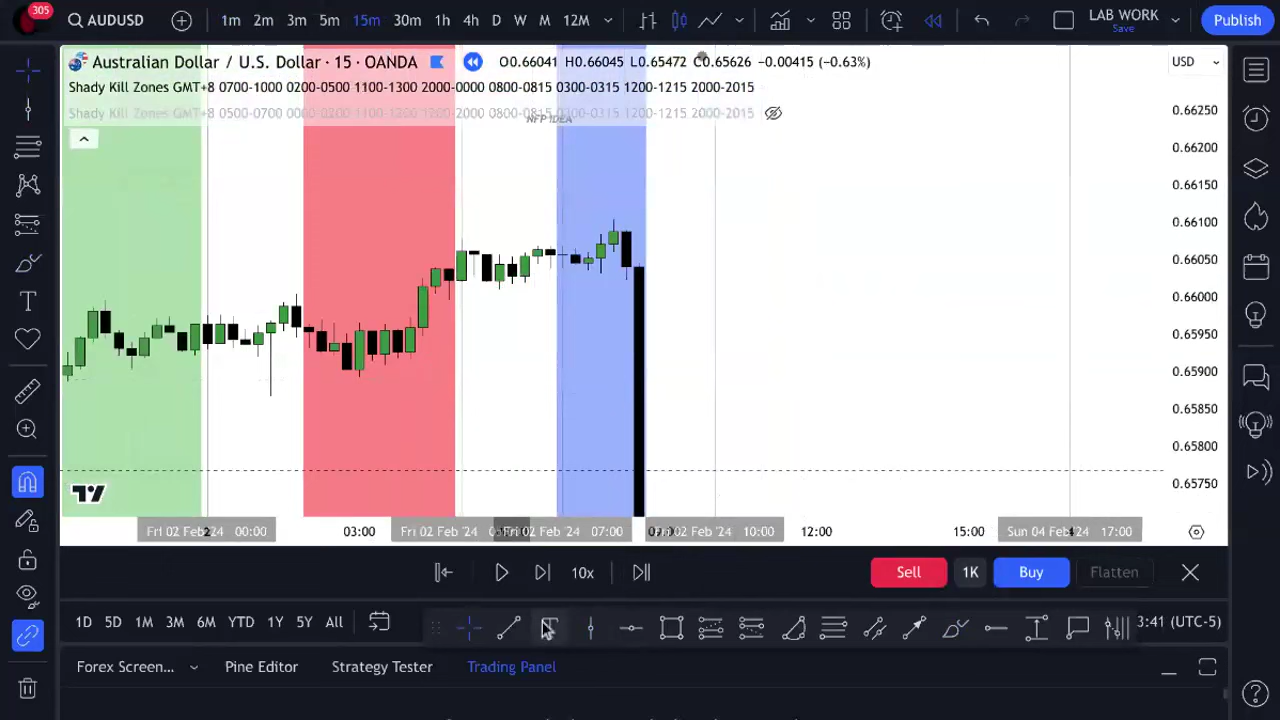 305
AUDUSD
1m 2m 3m 5m 15m 30m 1h 4h D W M 12M
LAB WORK
Save
Publish
Australian Dollar / U.S. Dollar · 15 · OANDA
O0.66041 H0.66045 L0.65472 C0.65626 −0.00415 (−0.63%)
USD
Shady Kill Zones GMT+8 0700-1000 0200-0500 1100-1300 2000-0000 0800-0815 0300-0315 1200-1215 2000-2015
Shady Kill Zones GMT+8 0500-0700
2000 0800-0815 0300-0315 1200-1215 2000-2015
NFP IDEA
0.66250
0.66200
0.66150
0.66100
0.66050
0.66000
0.65950
0.65900
0.65850
0.65800
0.65750
Fri 02 Feb '24 00:00
03:00
Fri 02 Feb '24
Fri 02 Feb '24 07:00
02 Feb '24 10:00
12:00
15:00
Sun 04 Feb '24 17:00
10x
Sell
1K
Buy
Flatten
1D 5D 1M 3M 6M YTD 1Y 5Y All
3:41 (UTC-5)
Forex Screen...
Pine Editor
Strategy Tester
Trading Panel